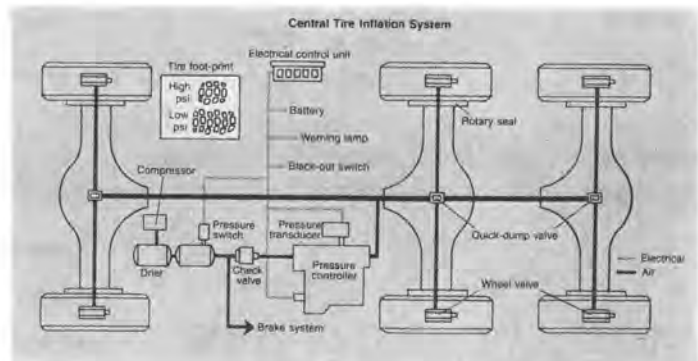 Central Tire Inflation System
Tire foot-print
High
psi
Low
psi
Electrical control unit
Battery
Warning lamp
Black-out switch
Rotary seal
Compressor
Pressure
switch
Pressure
transducer
Quick-dump valve
Drier
Check
valve
Pressure
controller
Electrical
Air
Wheel valve
Brake system